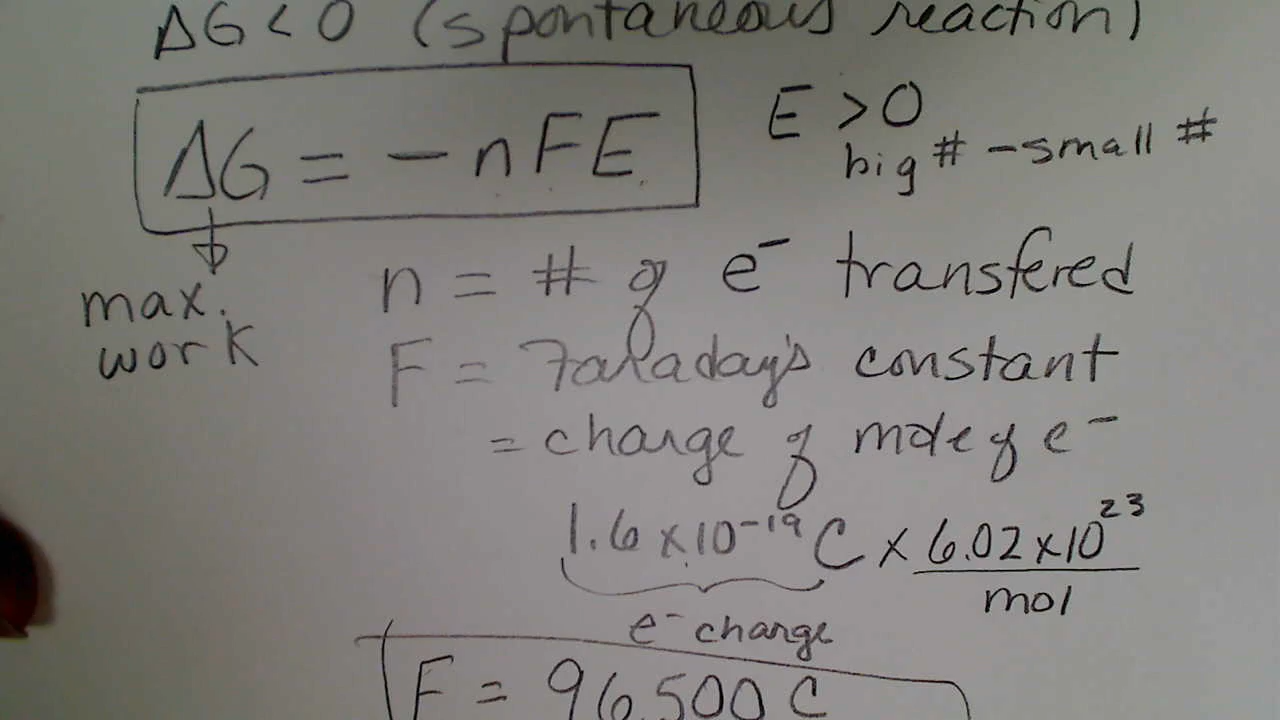 ΔG < 0 (spontaneous reaction)
ΔG = -nFE
E > 0
big # - small #
max.
work
n = # of e⁻ transfered
F = Faraday's constant
= charge of mole of e⁻
1.6 x 10⁻¹⁹ C x 6.02 x 10²³
mol
e⁻ charge
F = 96,500 C